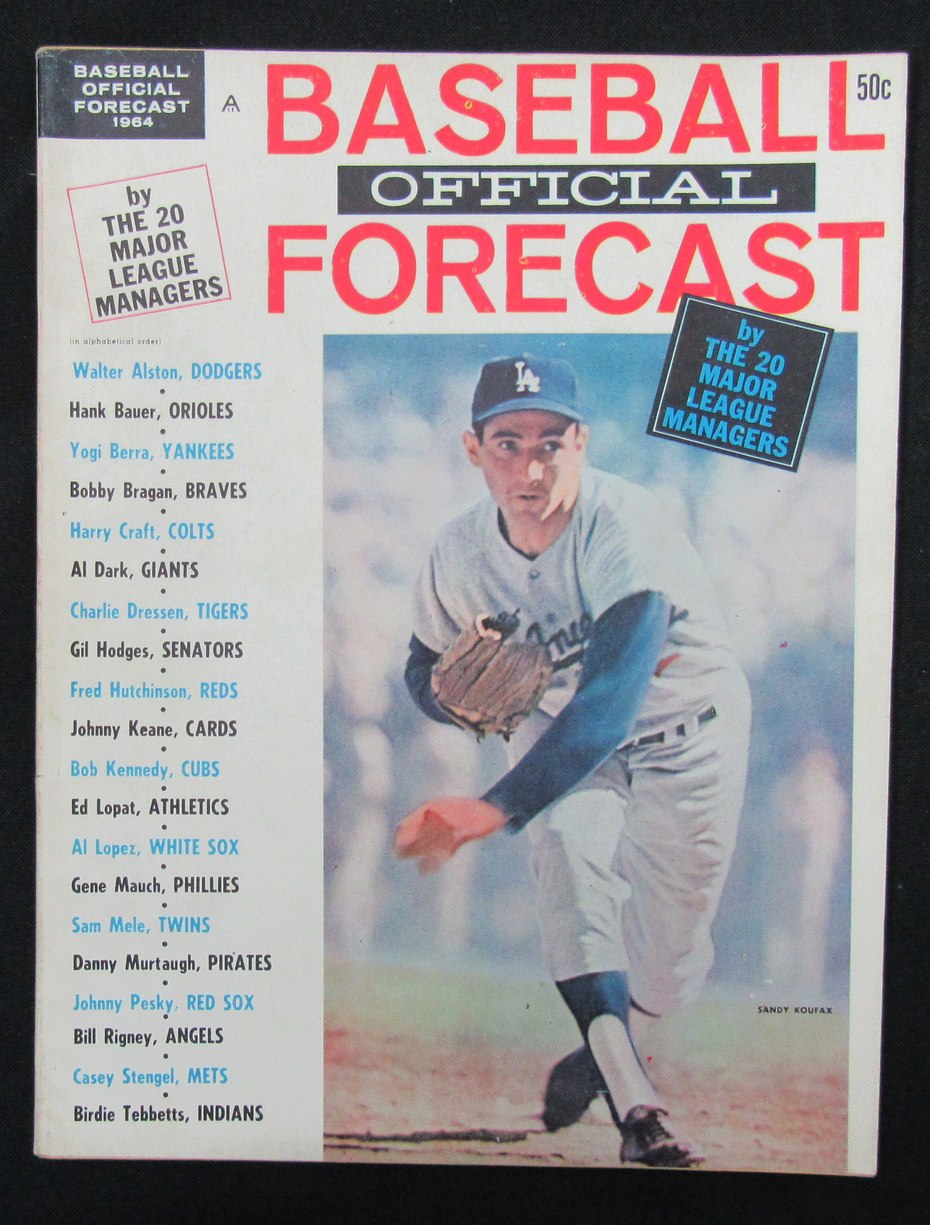 BASEBALL
OFFICIAL
FORECAST
1964
BASEBALL
50c
OFFICIAL
FORECAST
by
THE 20
MAJOR
LEAGUE
MANAGERS
by
THE 20
MAJOR
LEAGUE
MANAGERS
(in alphabetical order)
Walter Alston, DODGERS
Hank Bauer, ORIOLES
Yogi Berra, YANKEES
Bobby Bragan, BRAVES
Harry Craft, COLTS
Al Dark, GIANTS
Charlie Dressen, TIGERS
Gil Hodges, SENATORS
Fred Hutchinson, REDS
Johnny Keane, CARDS
Bob Kennedy, CUBS
Ed Lopat, ATHLETICS
Al Lopez, WHITE SOX
Gene Mauch, PHILLIES
Sam Mele, TWINS
Danny Murtaugh, PIRATES
Johnny Pesky, RED SOX
Bill Rigney, ANGELS
Casey Stengel, METS
Birdie Tebbetts, INDIANS
LA
SANDY KOUFAX